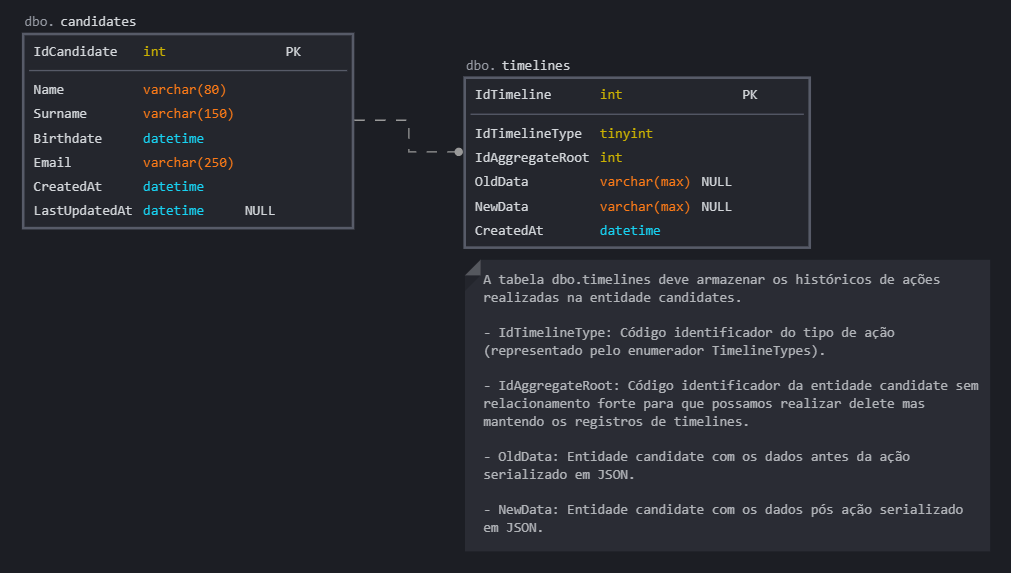 dbo. candidates
IdCandidate int PK
Name varchar(80)
Surname varchar(150)
Birthdate datetime
Email varchar(250)
CreatedAt datetime
LastUpdatedAt datetime NULL
dbo. timelines
IdTimeline int PK
IdTimelineType tinyint
IdAggregateRoot int
OldData varchar(max) NULL
NewData varchar(max) NULL
CreatedAt datetime
A tabela dbo.timelines deve armazenar os históricos de ações
realizadas na entidade candidates.
- IdTimelineType: Código identificador do tipo de ação
(representado pelo enumerador TimelineTypes).
- IdAggregateRoot: Código identificador da entidade candidate sem
relacionamento forte para que possamos realizar delete mas
mantendo os registros de timelines.
- OldData: Entidade candidate com os dados antes da ação
serializado em JSON.
- NewData: Entidade candidate com os dados pós ação serializado
em JSON.